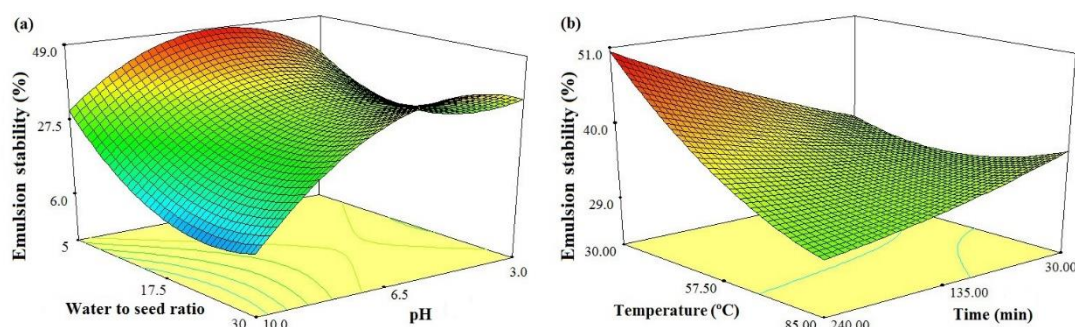 (a)
49.0
27.5
6.0
Emulsion stability (%)
5
17.5
30
Water to seed ratio
10.0
6.5
3.0
pH
(b)
51.0
40.0
29.0
Emulsion stability (%)
30.00
57.50
85.00
Temperature (ºC)
240.00
135.00
30.00
Time (min)